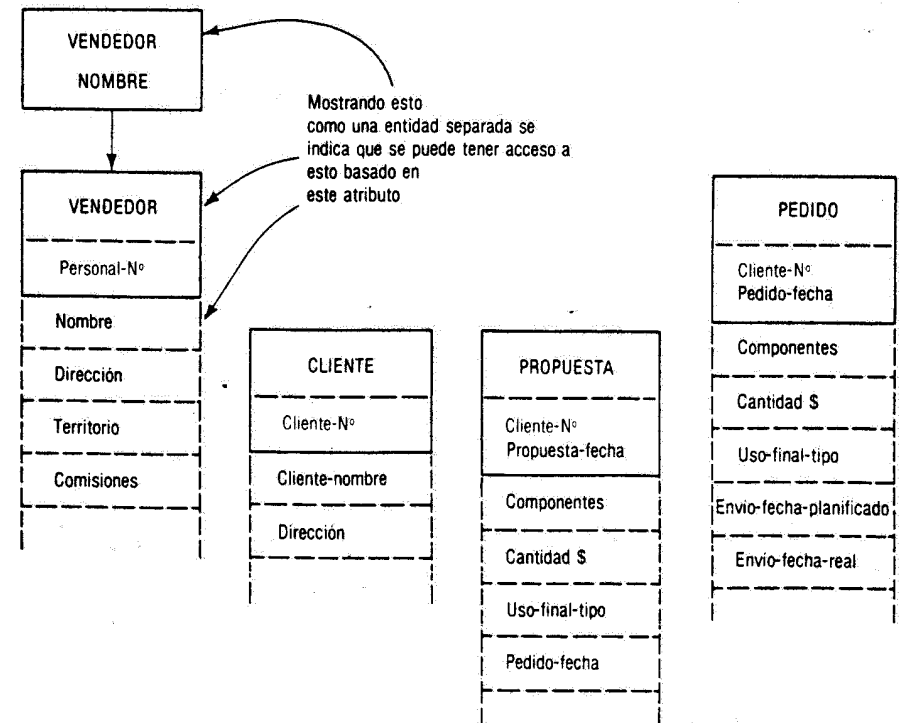 VENDEDOR
NOMBRE
Mostrando esto
como una entidad separada se
indica que se puede tener acceso a
esto basado en
este atributo
VENDEDOR
Personal-Nº
Nombre
Dirección
Territorio
Comisiones
CLIENTE
Cliente-Nº
Cliente-nombre
Dirección
PROPUESTA
Cliente-Nº
Propuesta-fecha
Componentes
Cantidad $
Uso-final-tipo
Pedido-fecha
PEDIDO
Cliente-Nº
Pedido-fecha
Componentes
Cantidad $
Uso-final-tipo
Envio-fecha-planificado
Envio-fecha-real